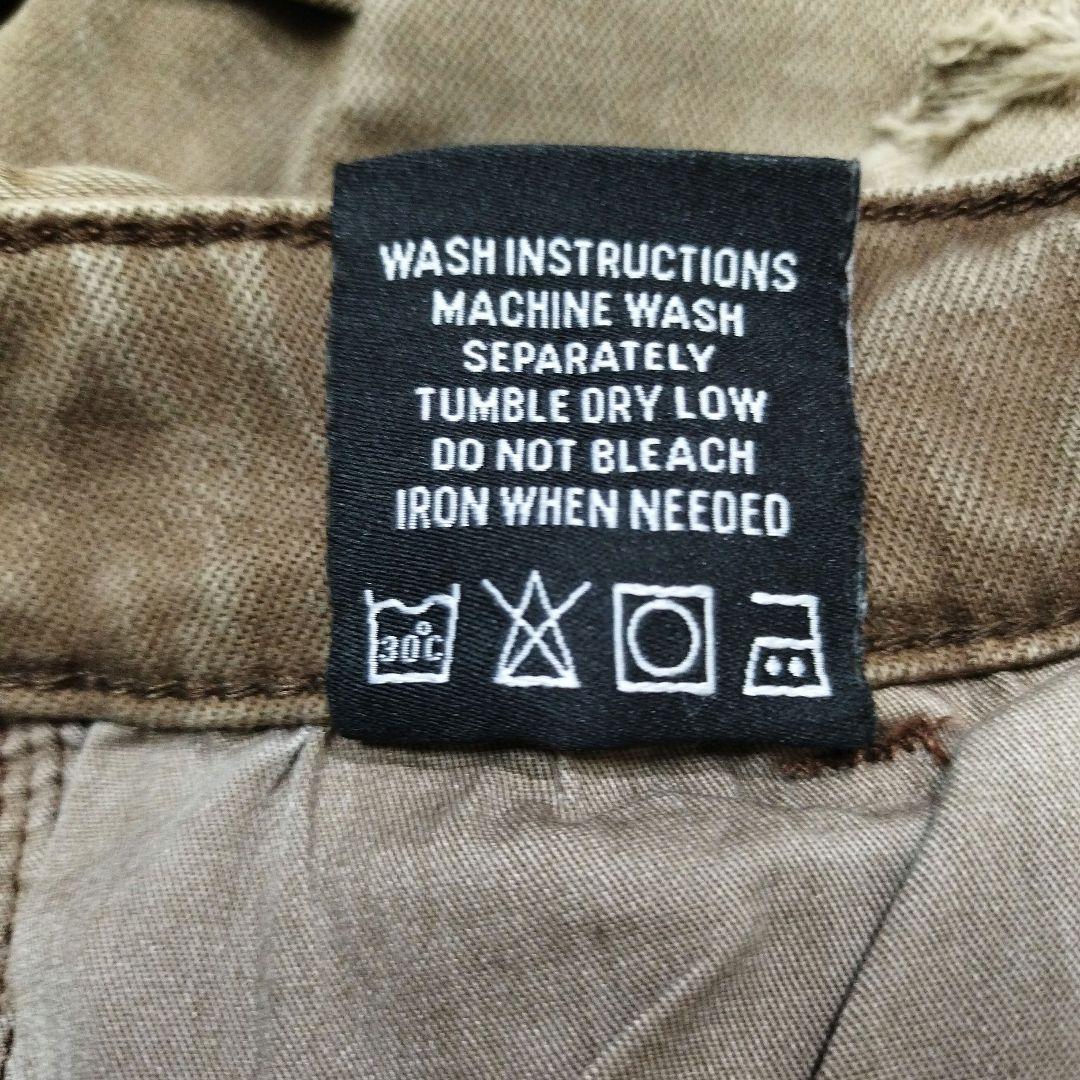 WASH INSTRUCTIONS
MACHINE WASH
SEPARATELY
TUMBLE DRY LOW
DO NOT BLEACH
IRON WHEN NEEDED
30°C